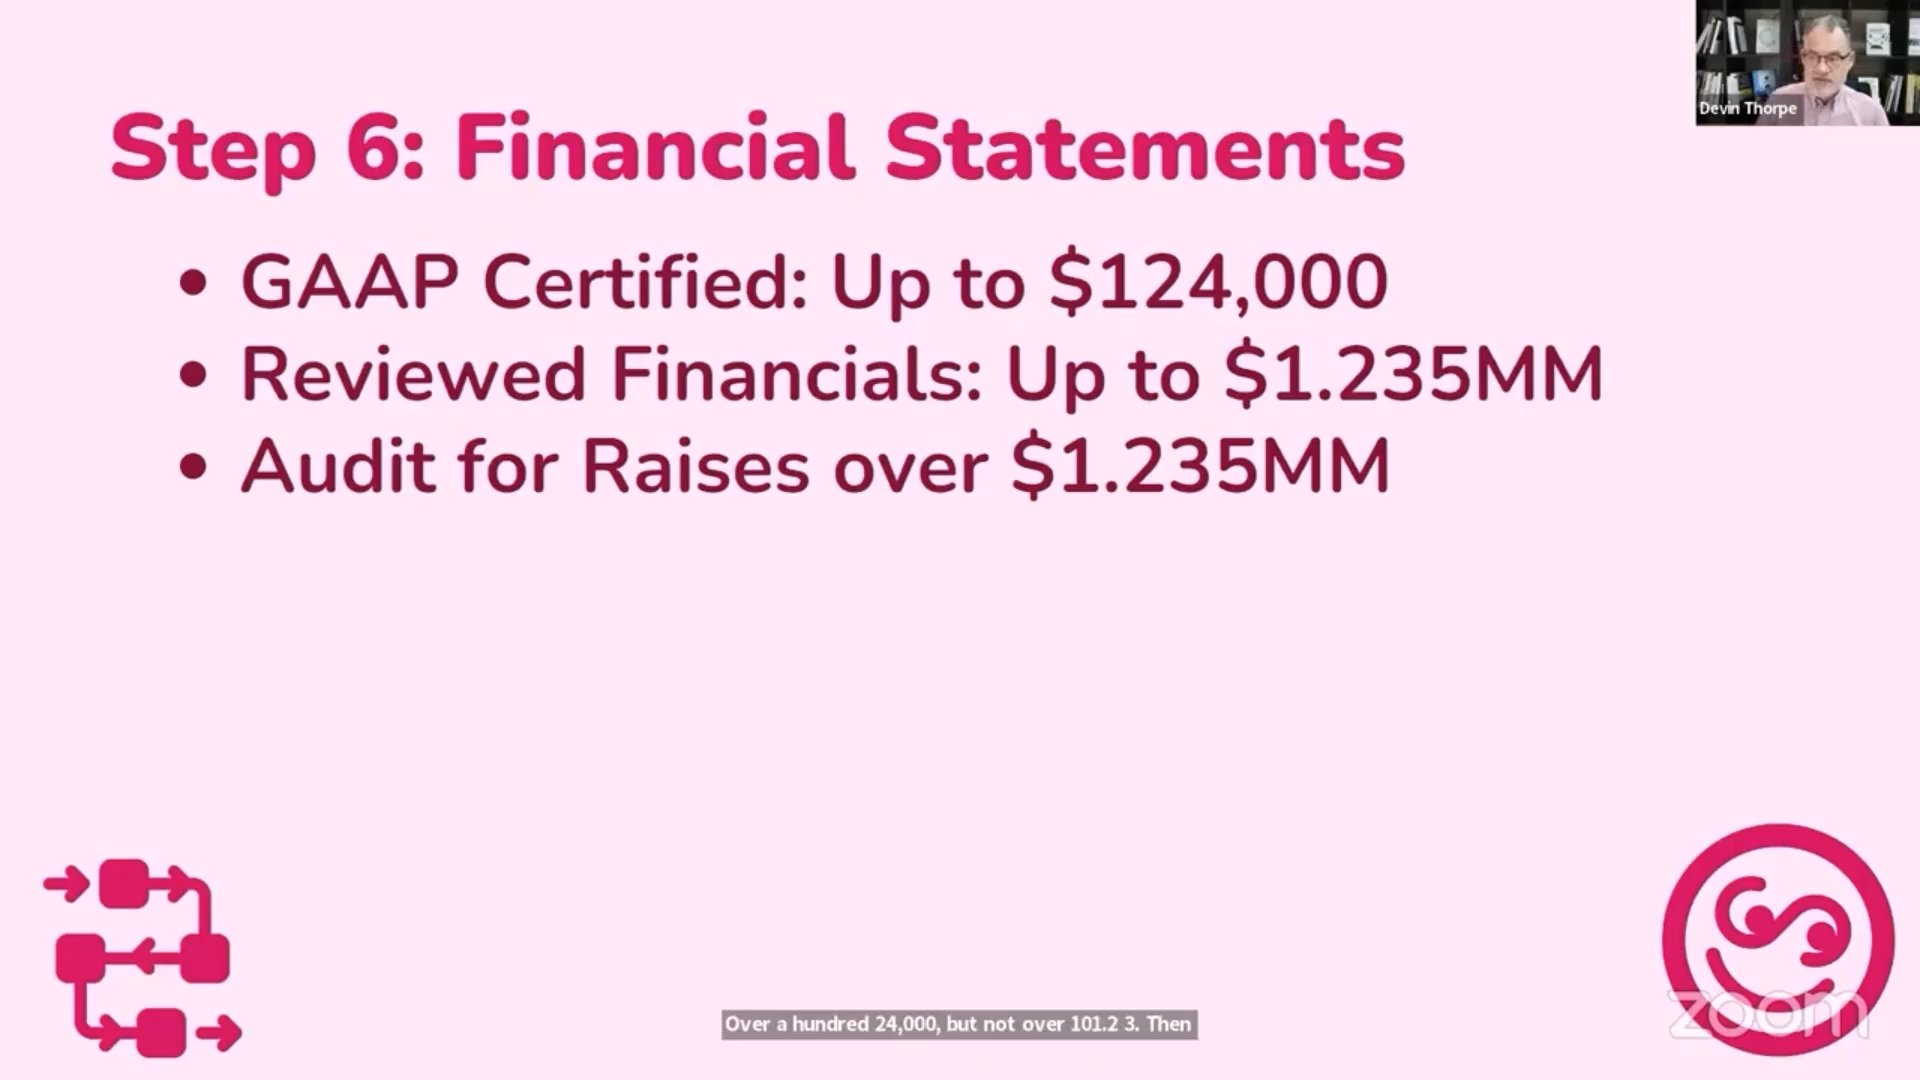 Devin Thorpe
Step 6: Financial Statements
• GAAP Certified: Up to $124,000
• Reviewed Financials: Up to $1.235MM
• Audit for Raises over $1.235MM
Over a hundred 24,000, but not over 101.2 3. Then
zoom